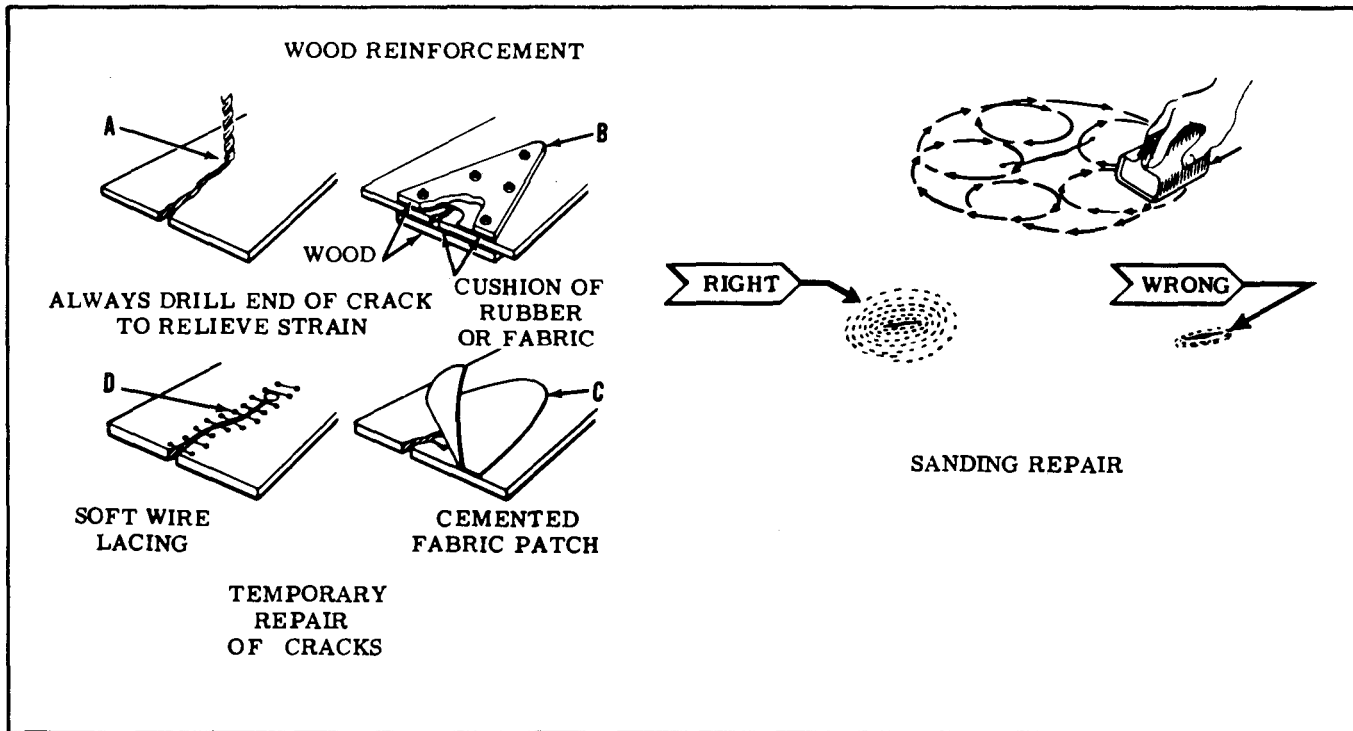 WOOD REINFORCEMENT
A
B
WOOD
ALWAYS DRILL END OF CRACK
TO RELIEVE STRAIN
CUSHION OF
RUBBER
OR FABRIC
D
C
SOFT WIRE
LACING
CEMENTED
FABRIC PATCH
TEMPORARY
REPAIR
OF CRACKS
RIGHT
WRONG
SANDING REPAIR